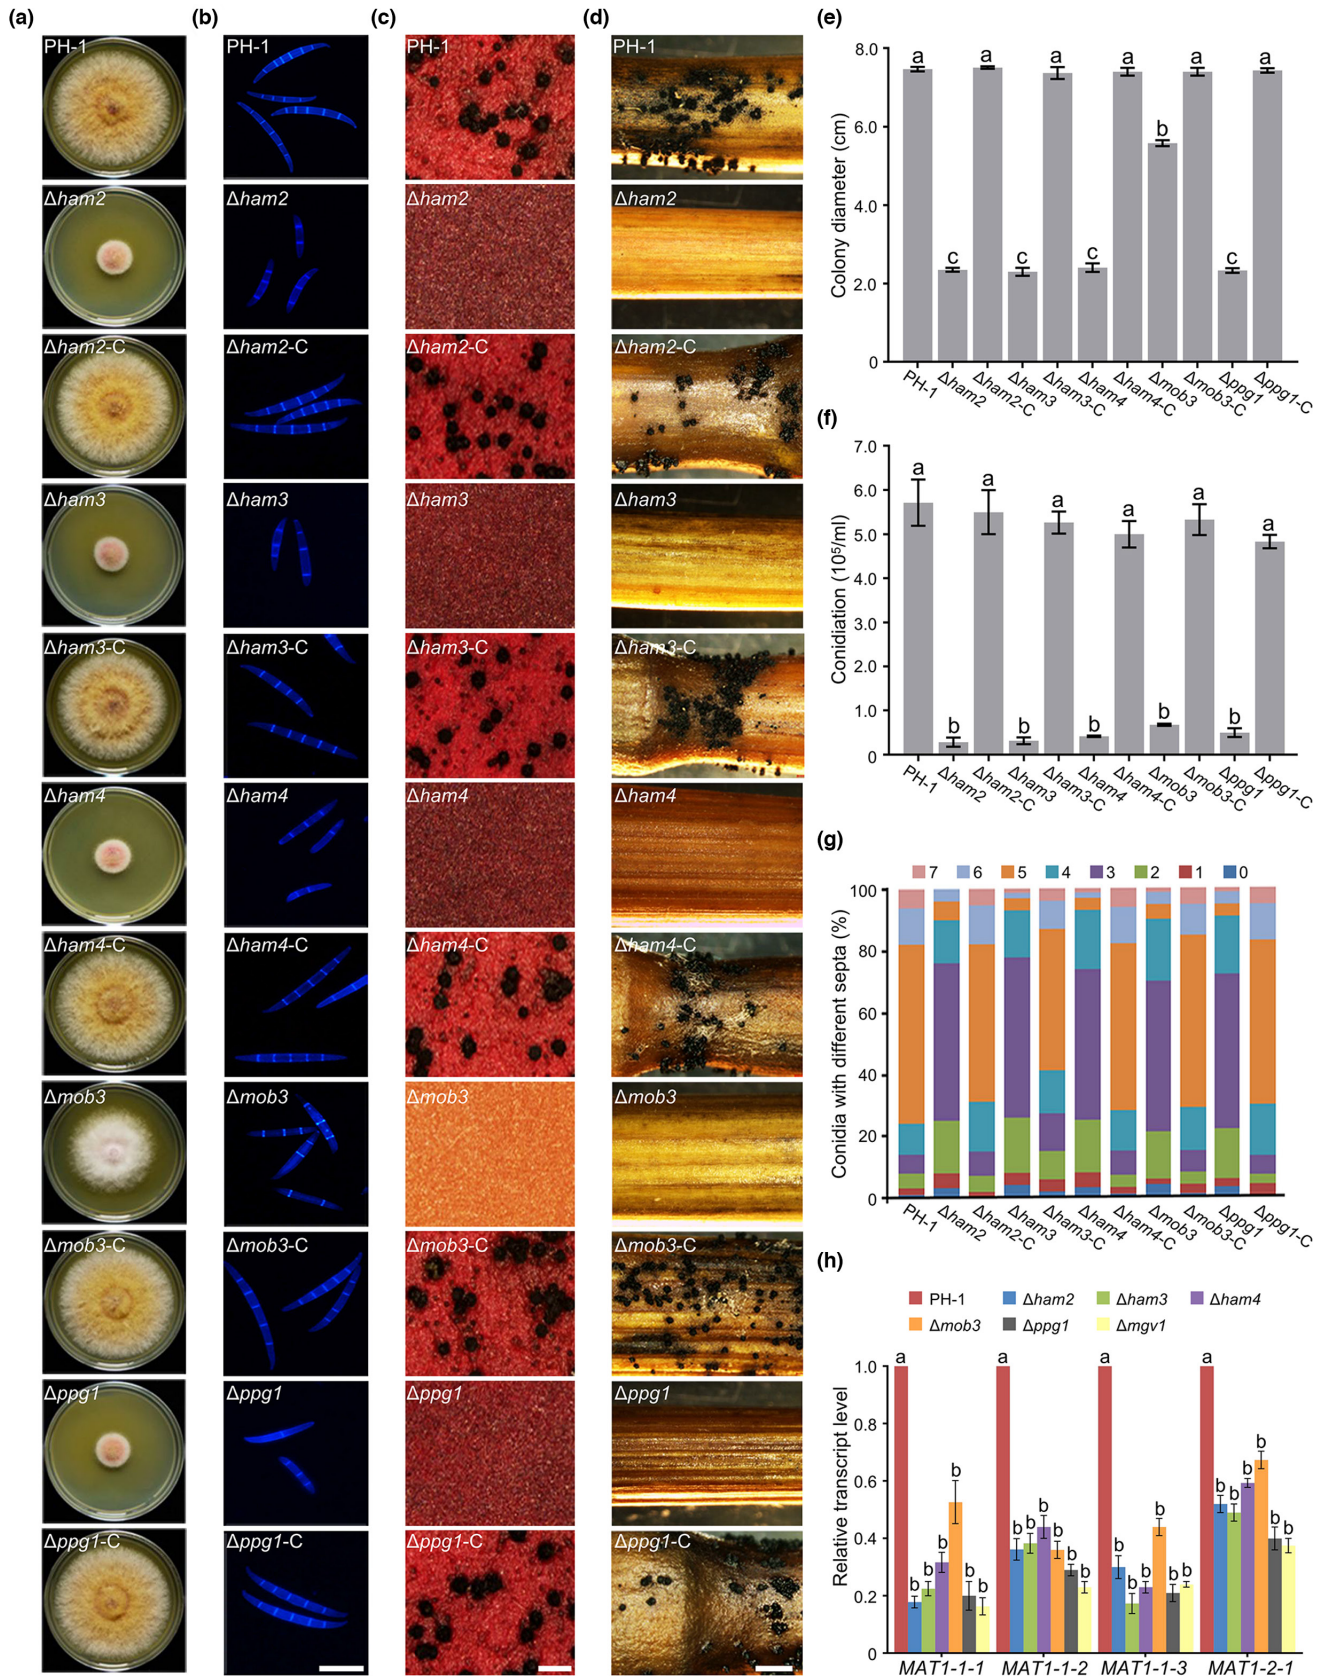 (a)
(b)
(c)
(d)
PH-1
PH-1
PH-1
PH-1
Δham2
Δham2
Δham2
Δham2
Δham2-C
Δham2-C
Δham2-C
Δham2-C
Δham3
Δham3
Δham3
Δham3
Δham3-C
Δham3-C
Δham3-C
Δham3-C
Δham4
Δham4
Δham4
Δham4
Δham4-C
Δham4-C
Δham4-C
Δham4-C
Δmob3
Δmob3
Δmob3
Δmob3
Δmob3-C
Δmob3-C
Δmob3-C
Δmob3-C
Δppg1
Δppg1
Δppg1
Δppg1
Δppg1-C
Δppg1-C
Δppg1-C
Δppg1-C
(e)
Colony diameter (cm)
8.0
6.0
4.0
2.0
0
a c a c a c a b a c a
PH-1 Δham2 Δham2-C Δham3 Δham3-C Δham4 Δham4-C Δmob3 Δmob3-C Δppg1 Δppg1-C
(f)
Conidiation (10⁵/ml)
7.0
6.0
5.0
4.0
3.0
2.0
1.0
0
a b a b a b a b a b a
PH-1 Δham2 Δham2-C Δham3 Δham3-C Δham4 Δham4-C Δmob3 Δmob3-C Δppg1 Δppg1-C
(g)
7 6 5 4 3 2 1 0
Conidia with different septa (%)
100
80
60
40
20
0
PH-1 Δham2 Δham2-C Δham3 Δham3-C Δham4 Δham4-C Δmob3 Δmob3-C Δppg1 Δppg1-C
(h)
PH-1 Δham2 Δham3 Δham4
Δmob3 Δppg1 Δmgv1
Relative transcript level
1.0
0.8
0.6
0.4
0.2
0
a b b b b b b
a b b b b b b
a b b b b b b
a b b b b b b
MAT1-1-1 MAT1-1-2 MAT1-1-3 MAT1-2-1